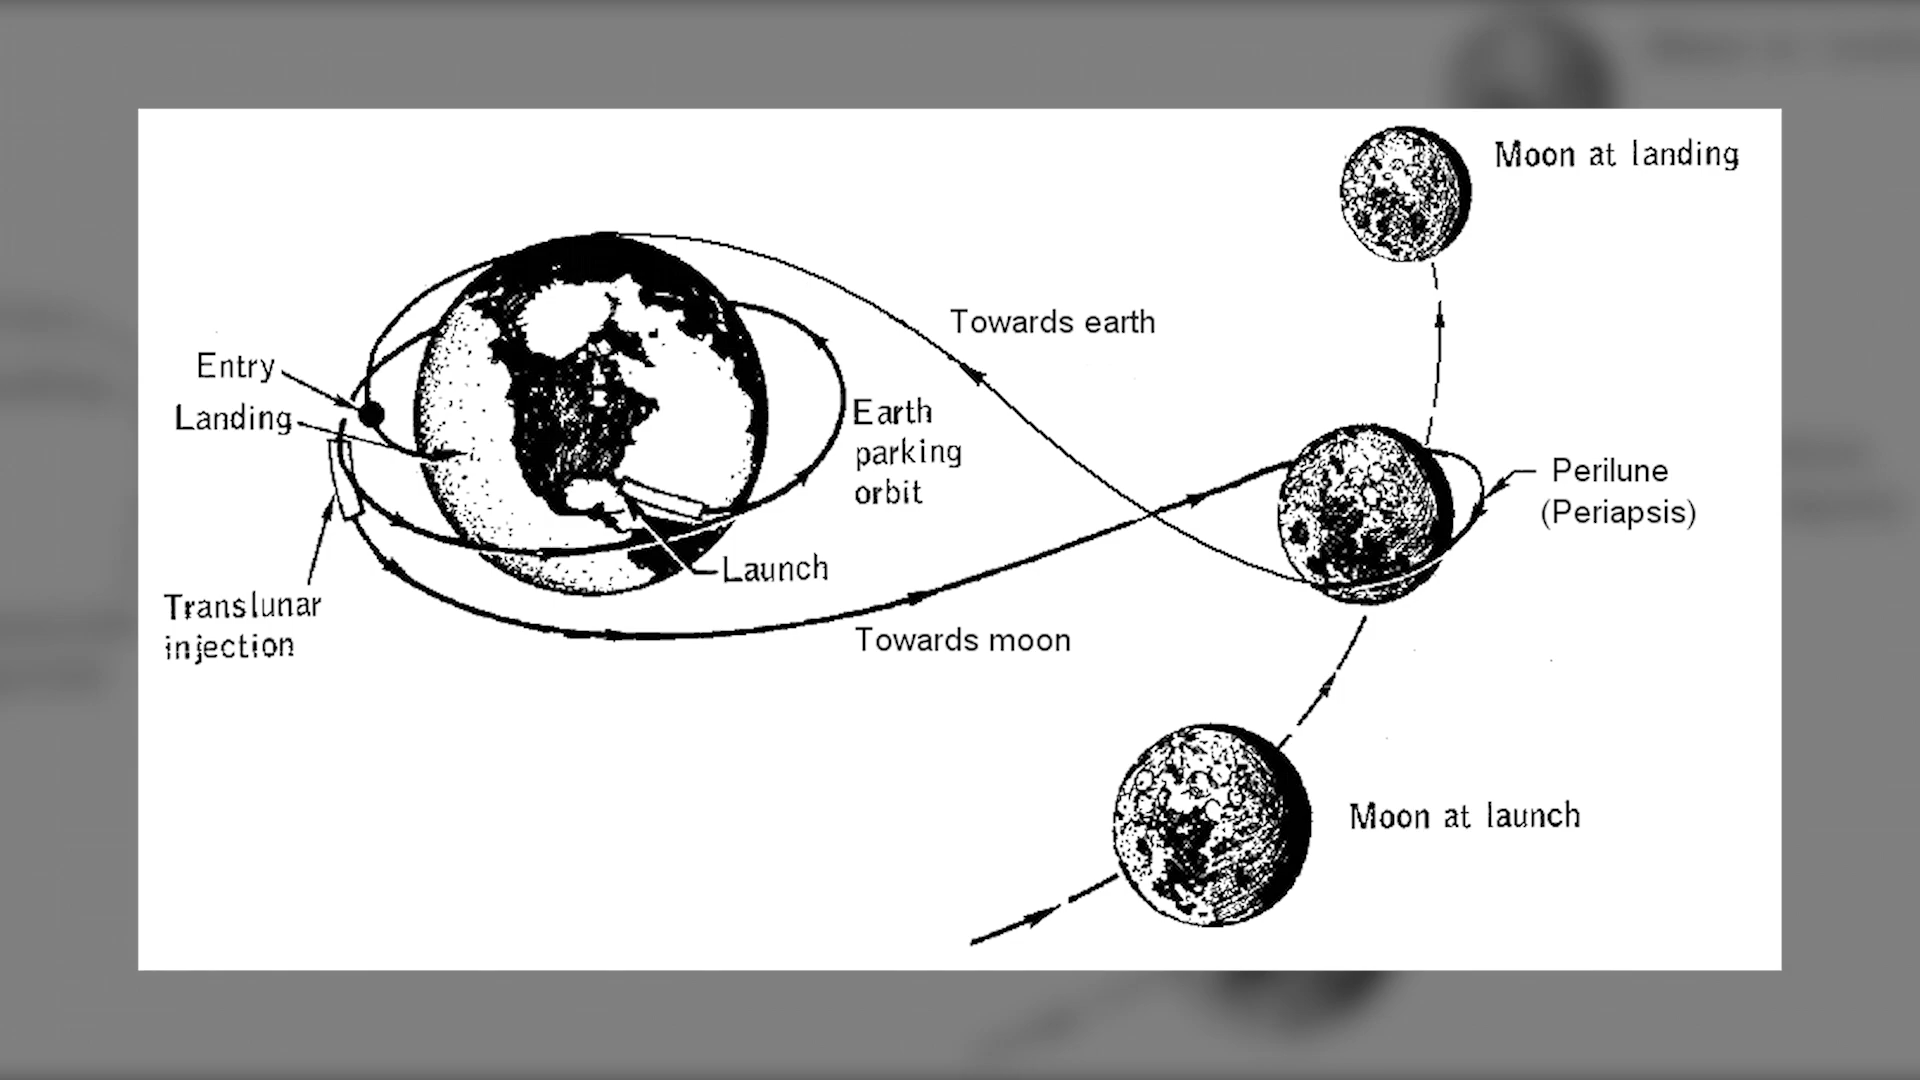 Moon at landing
Towards earth
Entry
Landing
Earth
parking
orbit
Perilune
(Periapsis)
Launch
Translunar
injection
Towards moon
Moon at launch